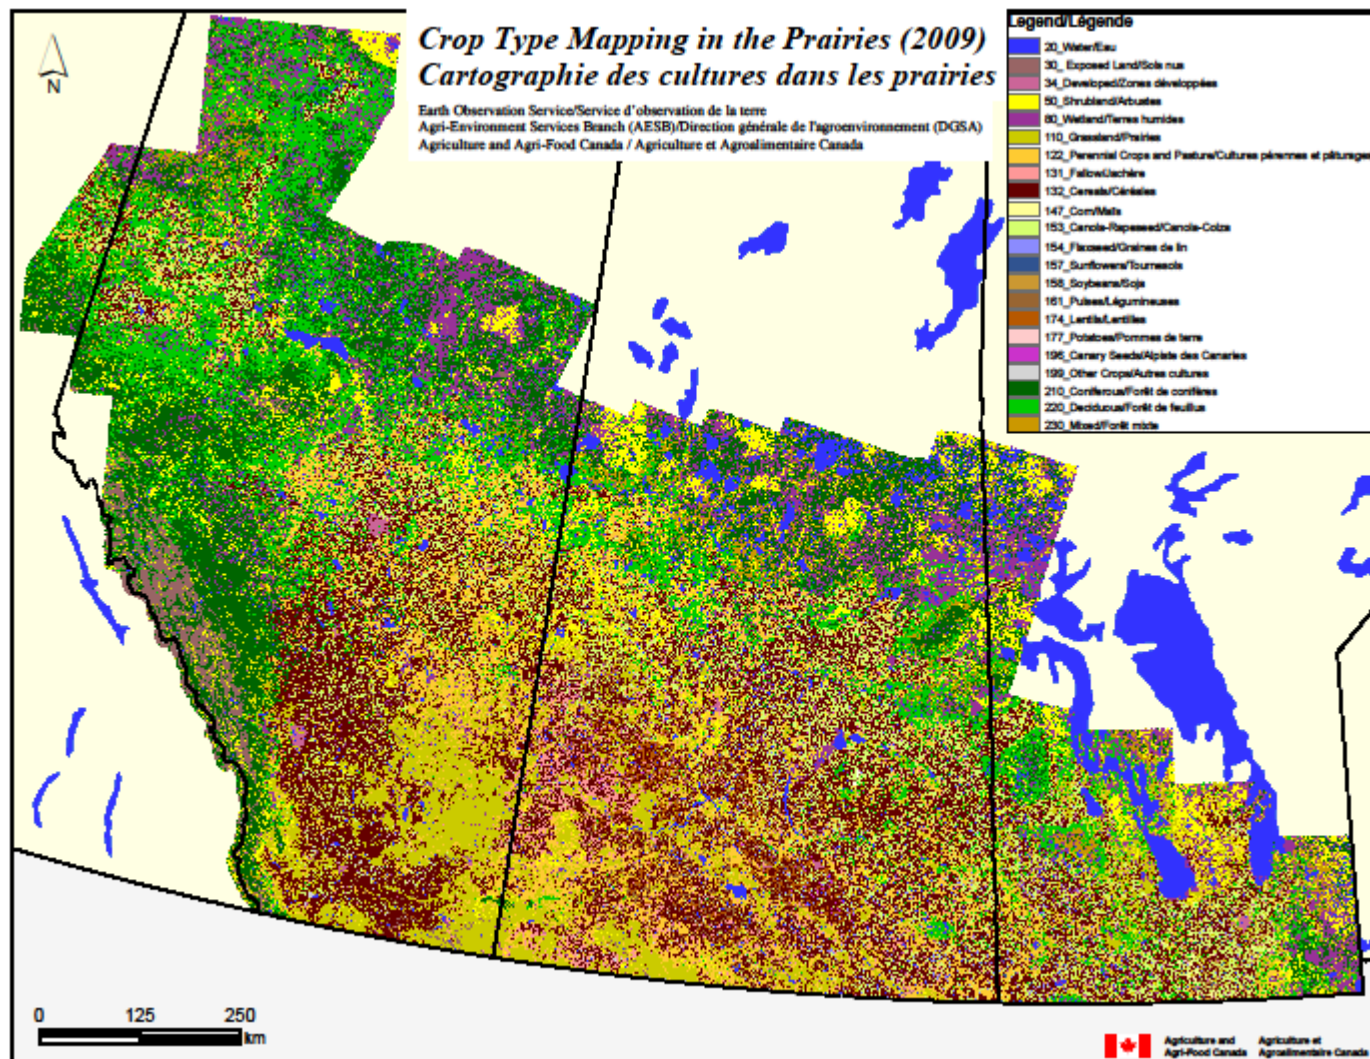 Crop Type Mapping in the Prairies (2009)
Cartographie des cultures dans les prairies
Earth Observation Service/Service d'observation de la terre
Agri-Environment Services Branch (AESB)/Direction générale de l'agroenvironnement (DGSA)
Agriculture and Agri-Food Canada / Agriculture et Agroalimentaire Canada
N
Legend/Légende
20_Water/Eau
30_ Exposed Land/Sols nus
34_Developed/Zones développées
50_Shrubland/Arbustes
80_Wetland/Terres humides
110_Grassland/Prairies
122_Perennial Crops and Pasture/Cultures pérennes et pâturages
131_Fallow/Jachère
132_Cereals/Céréales
147_Corn/Maïs
153_Canola-Rapeseed/Canola-Colza
154_Flaxseed/Graines de lin
157_Sunflowers/Tournesols
158_Soybeans/Soja
161_Pulses/Légumineuses
174_Lentils/Lentilles
177_Potatoes/Pommes de terre
196_Canary Seeds/Alpiste des Canaries
199_Other Crops/Autres cultures
210_Coniferous/Forêt de conifères
220_Deciduous/Forêt de feuillus
230_Mixed/Forêt mixte
0 125 250
km
Agriculture and Agriculture et
Agri-Food Canada Agroalimentaire Canada